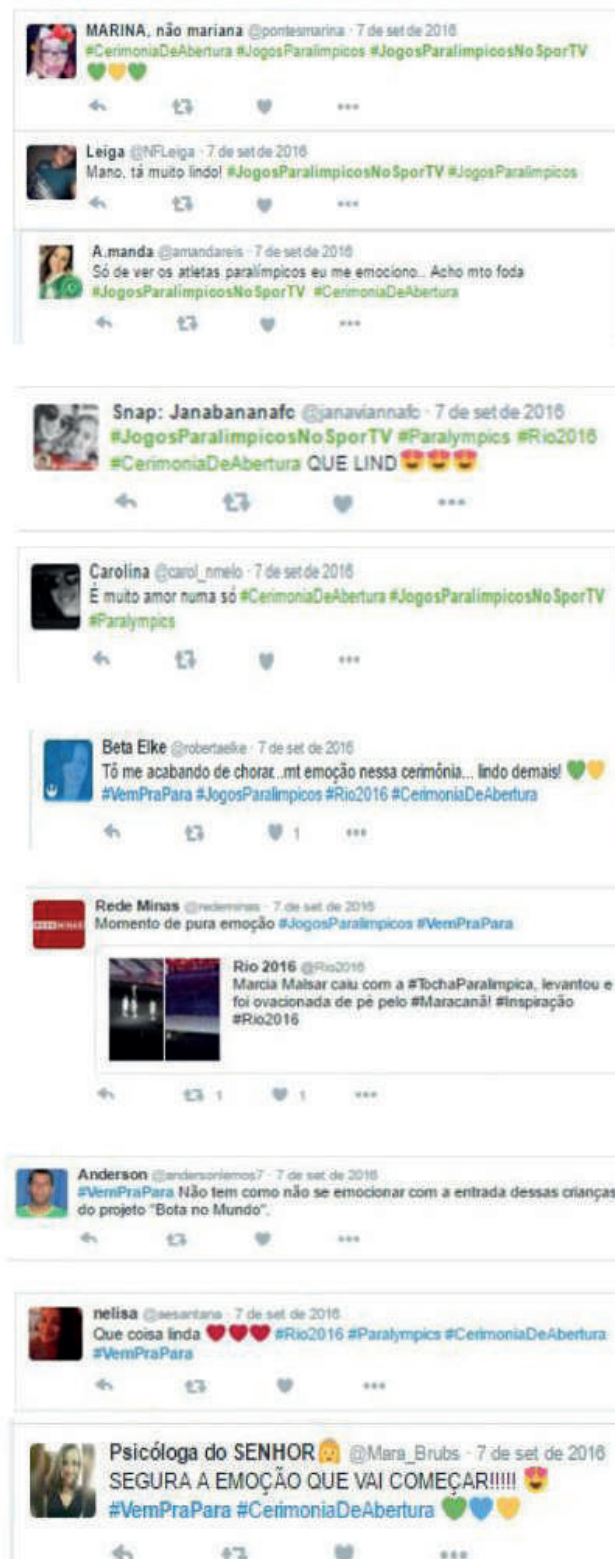 MARINA, não mariana @pontesmarina · 7 de set de 2016
#CerimoniaDeAbertura #JogosParalimpicos #JogosParalimpicosNoSporTV
💚💛💚
Leiga @NFLeiga · 7 de set de 2016
Mano, tá muito lindo! #JogosParalimpicosNoSporTV #JogosParalimpicos
A.manda @amandareis · 7 de set de 2016
Só de ver os atletas paralímpicos eu me emociono.. Acho mto foda
#JogosParalimpicosNoSporTV #CerimoniaDeAbertura
Snap: Janabananafc @janaviannafc · 7 de set de 2016
#JogosParalimpicosNoSporTV #Paralympics #Rio2016
#CerimoniaDeAbertura QUE LIND😍😍😍
Carolina @carol_nmelo · 7 de set de 2016
É muito amor numa só #CerimoniaDeAbertura #JogosParalimpicosNoSporTV
#Paralympics
Beta Elke @robertaelke · 7 de set de 2016
Tô me acabando de chorar...mt emoção nessa cerimônia... lindo demais! 💚💛
#VemPraPara #JogosParalimpicos #Rio2016 #CerimoniaDeAbertura
1
Rede Minas @redeminas · 7 de set de 2016
Momento de pura emoção #JogosParalimpicos #VemPraPara
Rio 2016 @Rio2016
Marcia Malsar caiu com a #TochaParalimpica, levantou e
foi ovacionada de pé pelo #Maracanã! #Inspiração
#Rio2016
1 1
Anderson @andersonlemos7 · 7 de set de 2016
#VemPraPara Não tem como não se emocionar com a entrada dessas crianças
do projeto "Bota no Mundo".
nelisa @aesantana · 7 de set de 2016
Que coisa linda ❤❤❤ #Rio2016 #Paralympics #CerimoniaDeAbertura
#VemPraPara
Psicóloga do SENHOR👩 @Mara_Brubs · 7 de set de 2016
SEGURA A EMOÇÃO QUE VAI COMEÇAR!!!!! 😍
#VemPraPara #CerimoniaDeAbertura 💚💙💛